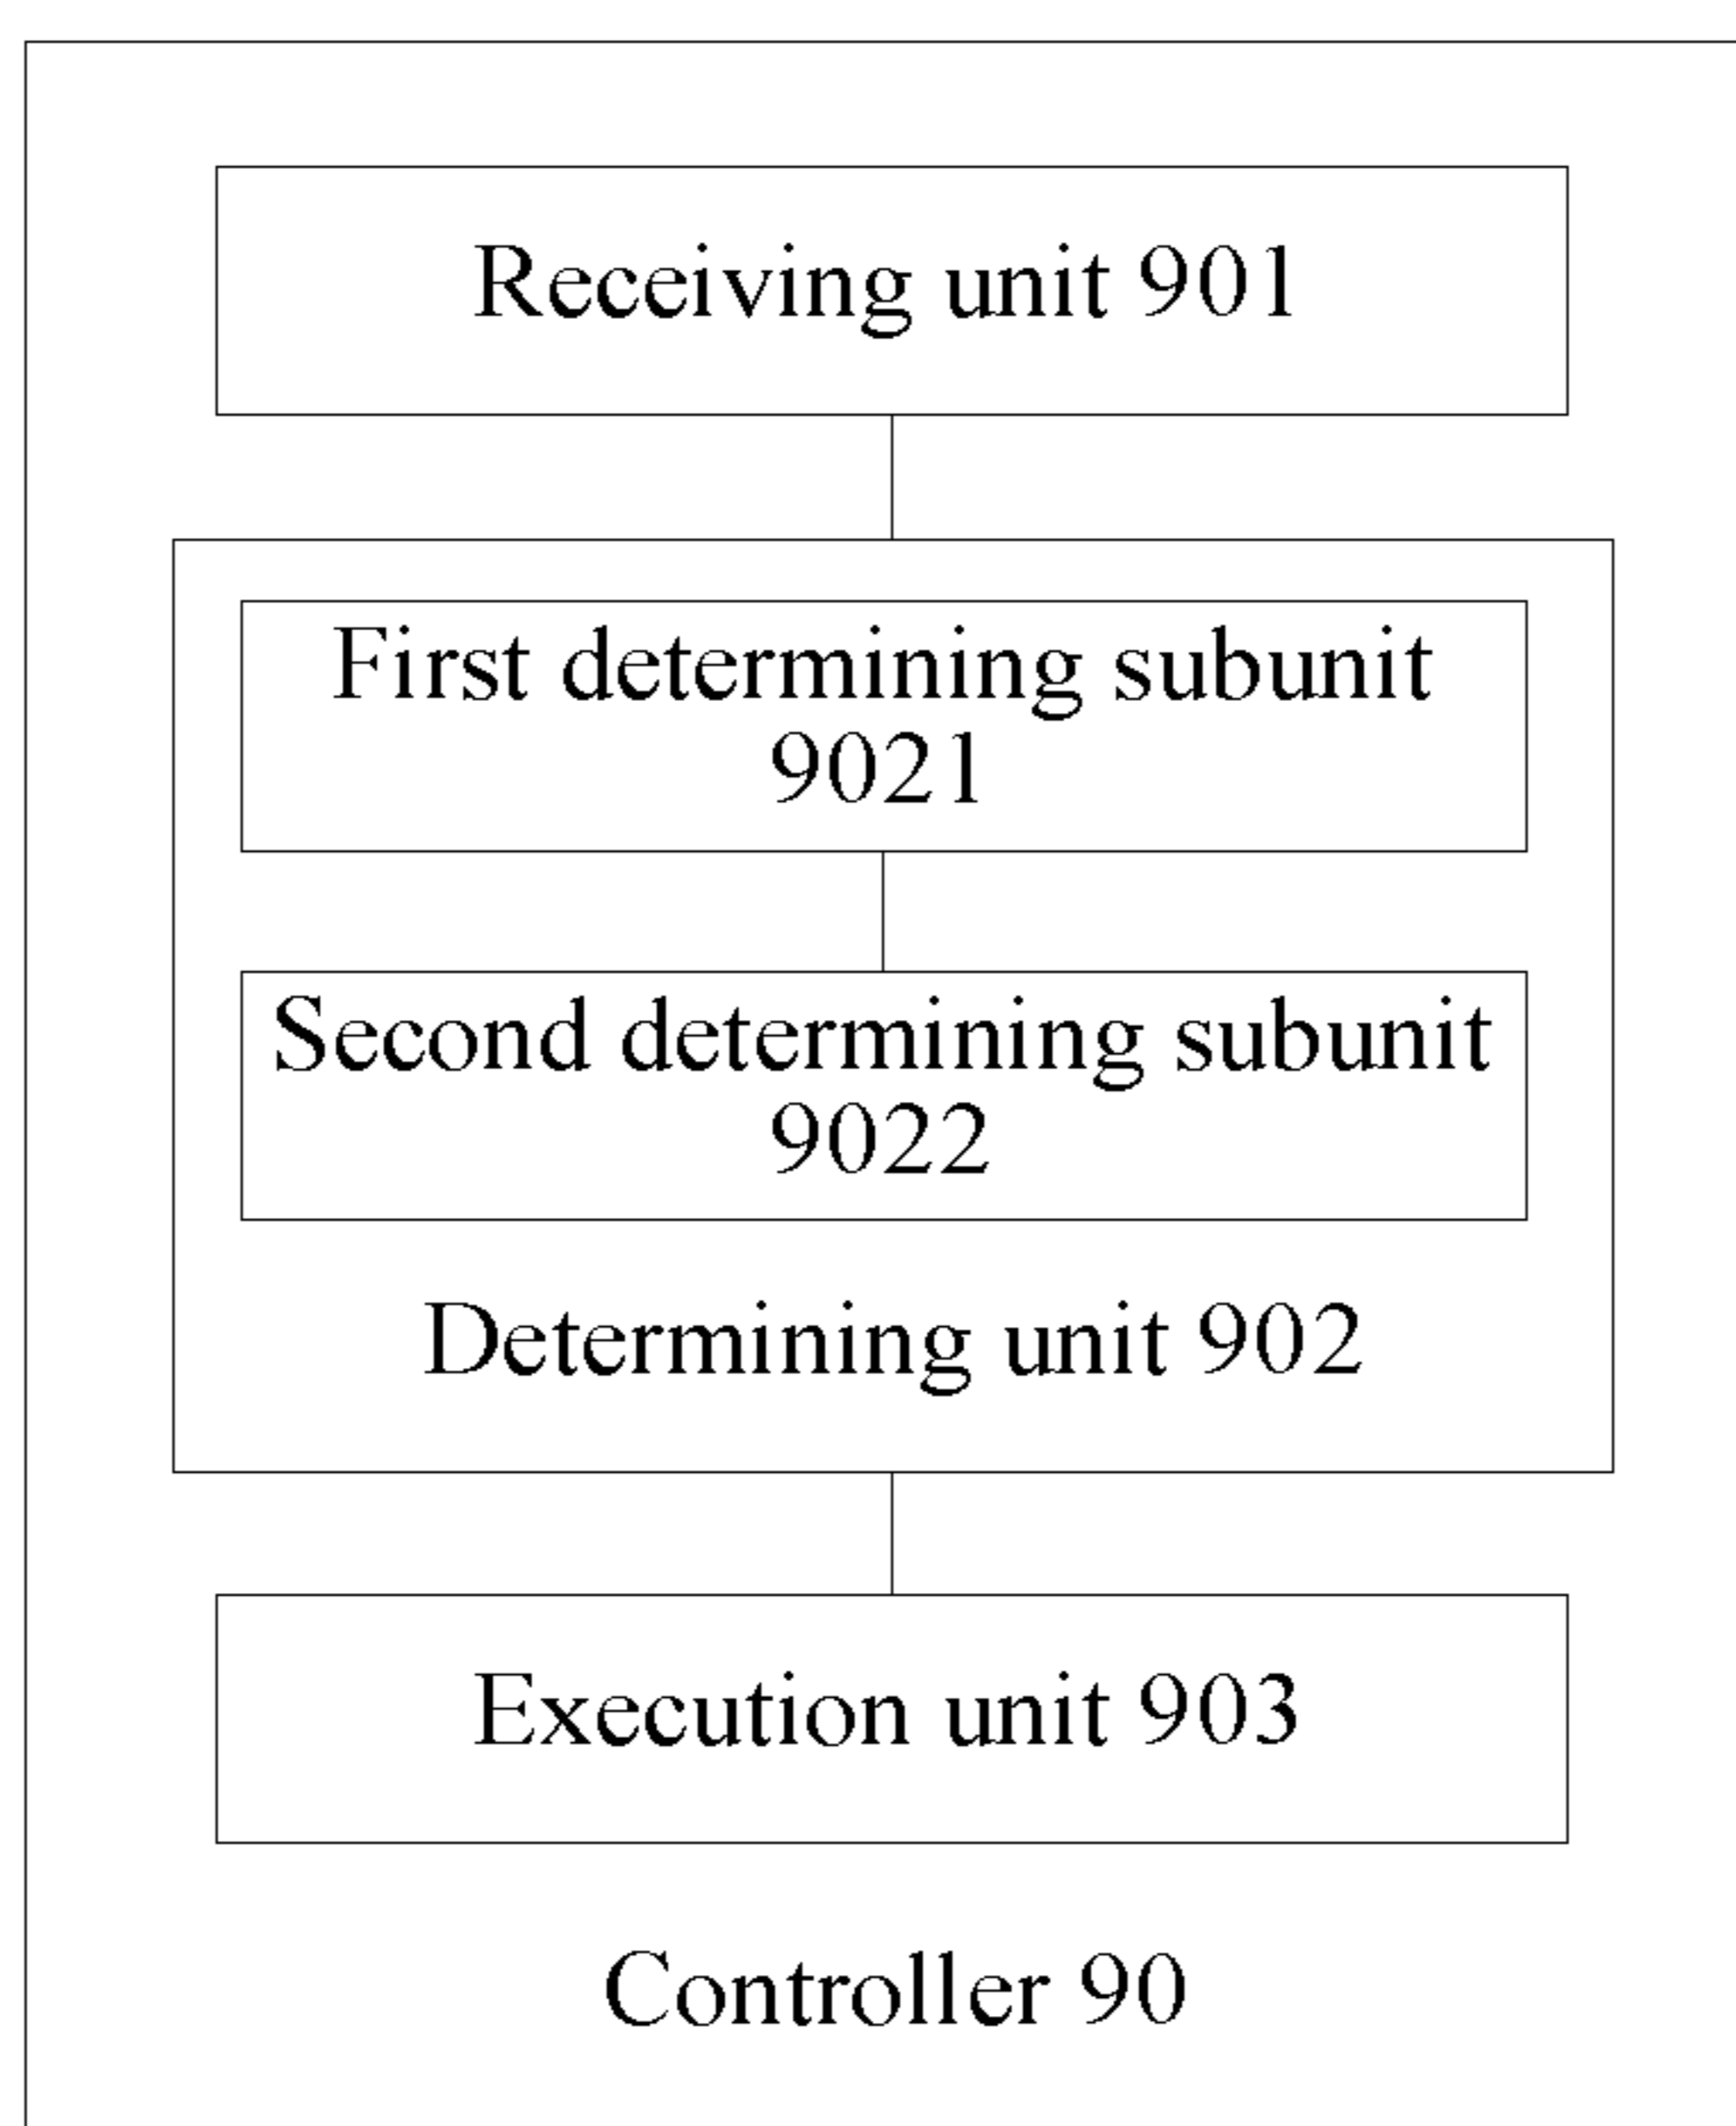 Receiving unit 901
First determining subunit
9021
Second determining subunit
9022
Determining unit 902
Execution unit 903
Controller 90